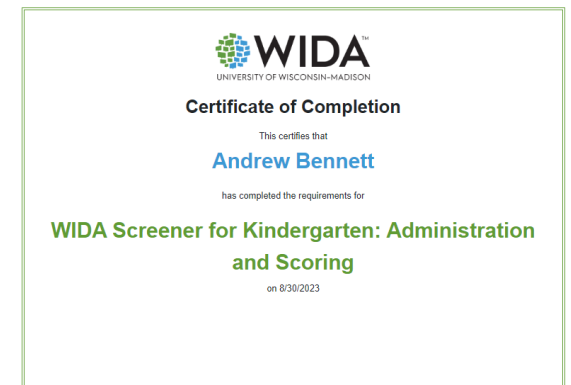 WIDA™
UNIVERSITY OF WISCONSIN–MADISON
Certificate of Completion
This certifies that
Andrew Bennett
has completed the requirements for
WIDA Screener for Kindergarten: Administration
and Scoring
on 8/30/2023